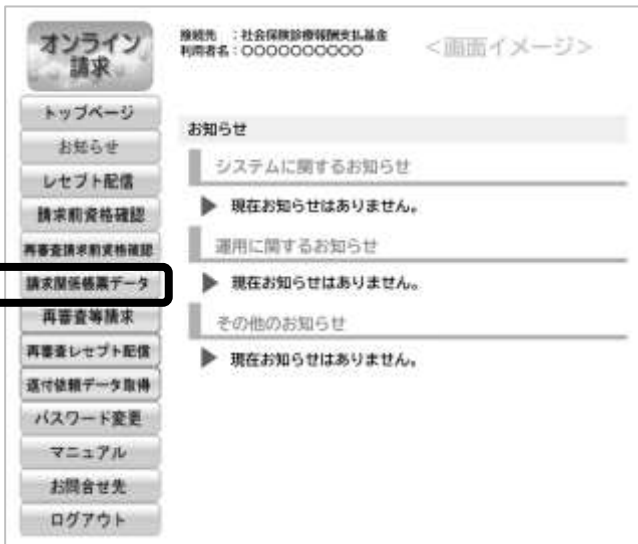 オンライン
請求
接続先 ：社会保険診療報酬支払基金
利用者名：○○○○○○○○○○
＜画面イメージ＞
トップページ
お知らせ
レセプト配信
請求前資格確認
再審査請求前資格確認
請求関係帳票データ
再審査等請求
再審査レセプト配信
返付依頼データ取得
パスワード変更
マニュアル
お問合せ先
ログアウト
お知らせ
システムに関するお知らせ
▶ 現在お知らせはありません。
運用に関するお知らせ
▶ 現在お知らせはありません。
その他のお知らせ
▶ 現在お知らせはありません。